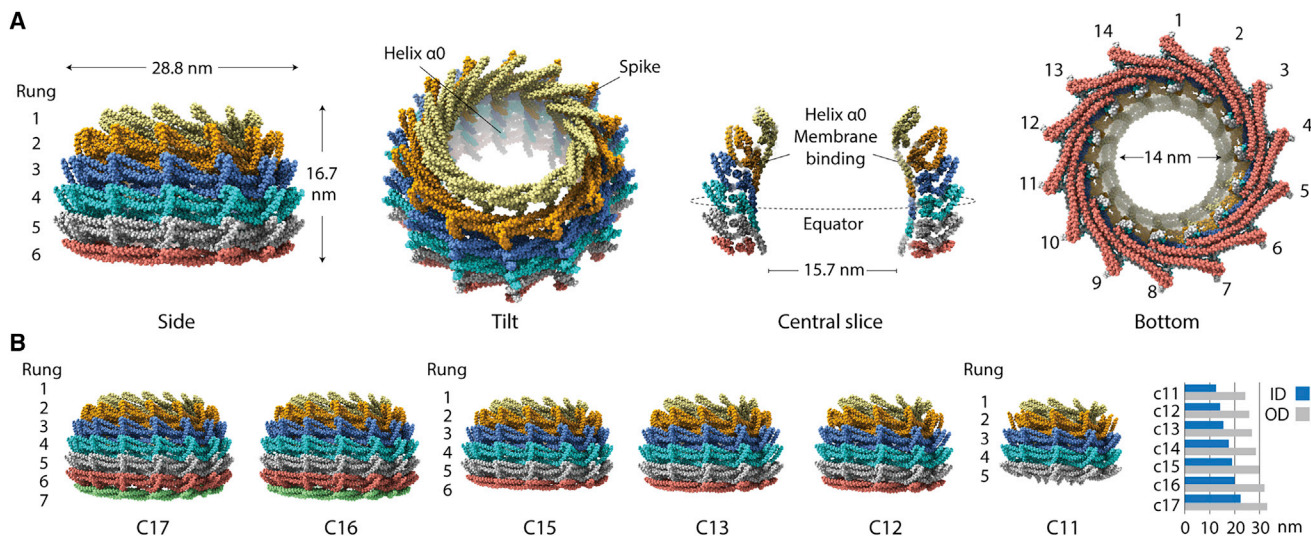 A
28.8 nm
Rung
1
2
3
4
5
6
16.7
nm
Side
Helix α0
Spike
Tilt
Helix α0
Membrane
binding
Equator
15.7 nm
Central slice
1
2
3
4
5
6
7
8
9
10
11
12
13
14
14 nm
Bottom
B
Rung
1
2
3
4
5
6
7
C17
C16
Rung
1
2
3
4
5
6
C15
C13
C12
Rung
1
2
3
4
5
C11
c11
c12
c13
c14
c15
c16
c17
ID
OD
0 10 20 30 nm